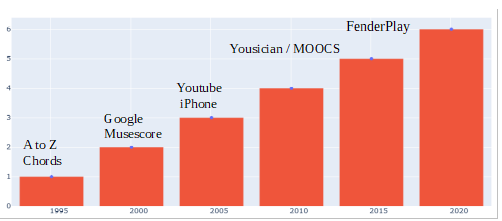 FenderPlay
Yousician / MOOCS
Youtube
iPhone
Google
Musescore
A to Z
Chords
6
5
4
3
2
1
0
1995 2000 2005 2010 2015 2020